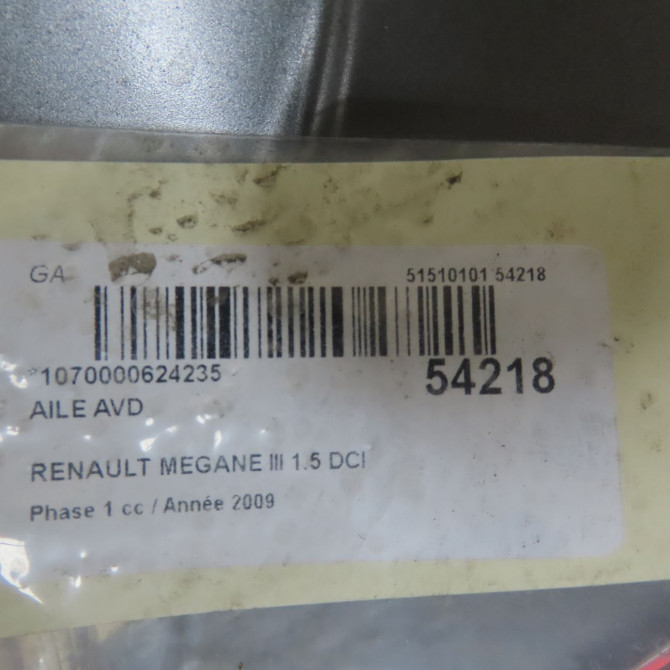 GA 51510101 54218
*1070000624235 54218
AILE AVD
RENAULT MEGANE III 1.5 DCI
Phase 1 cc / Année 2009